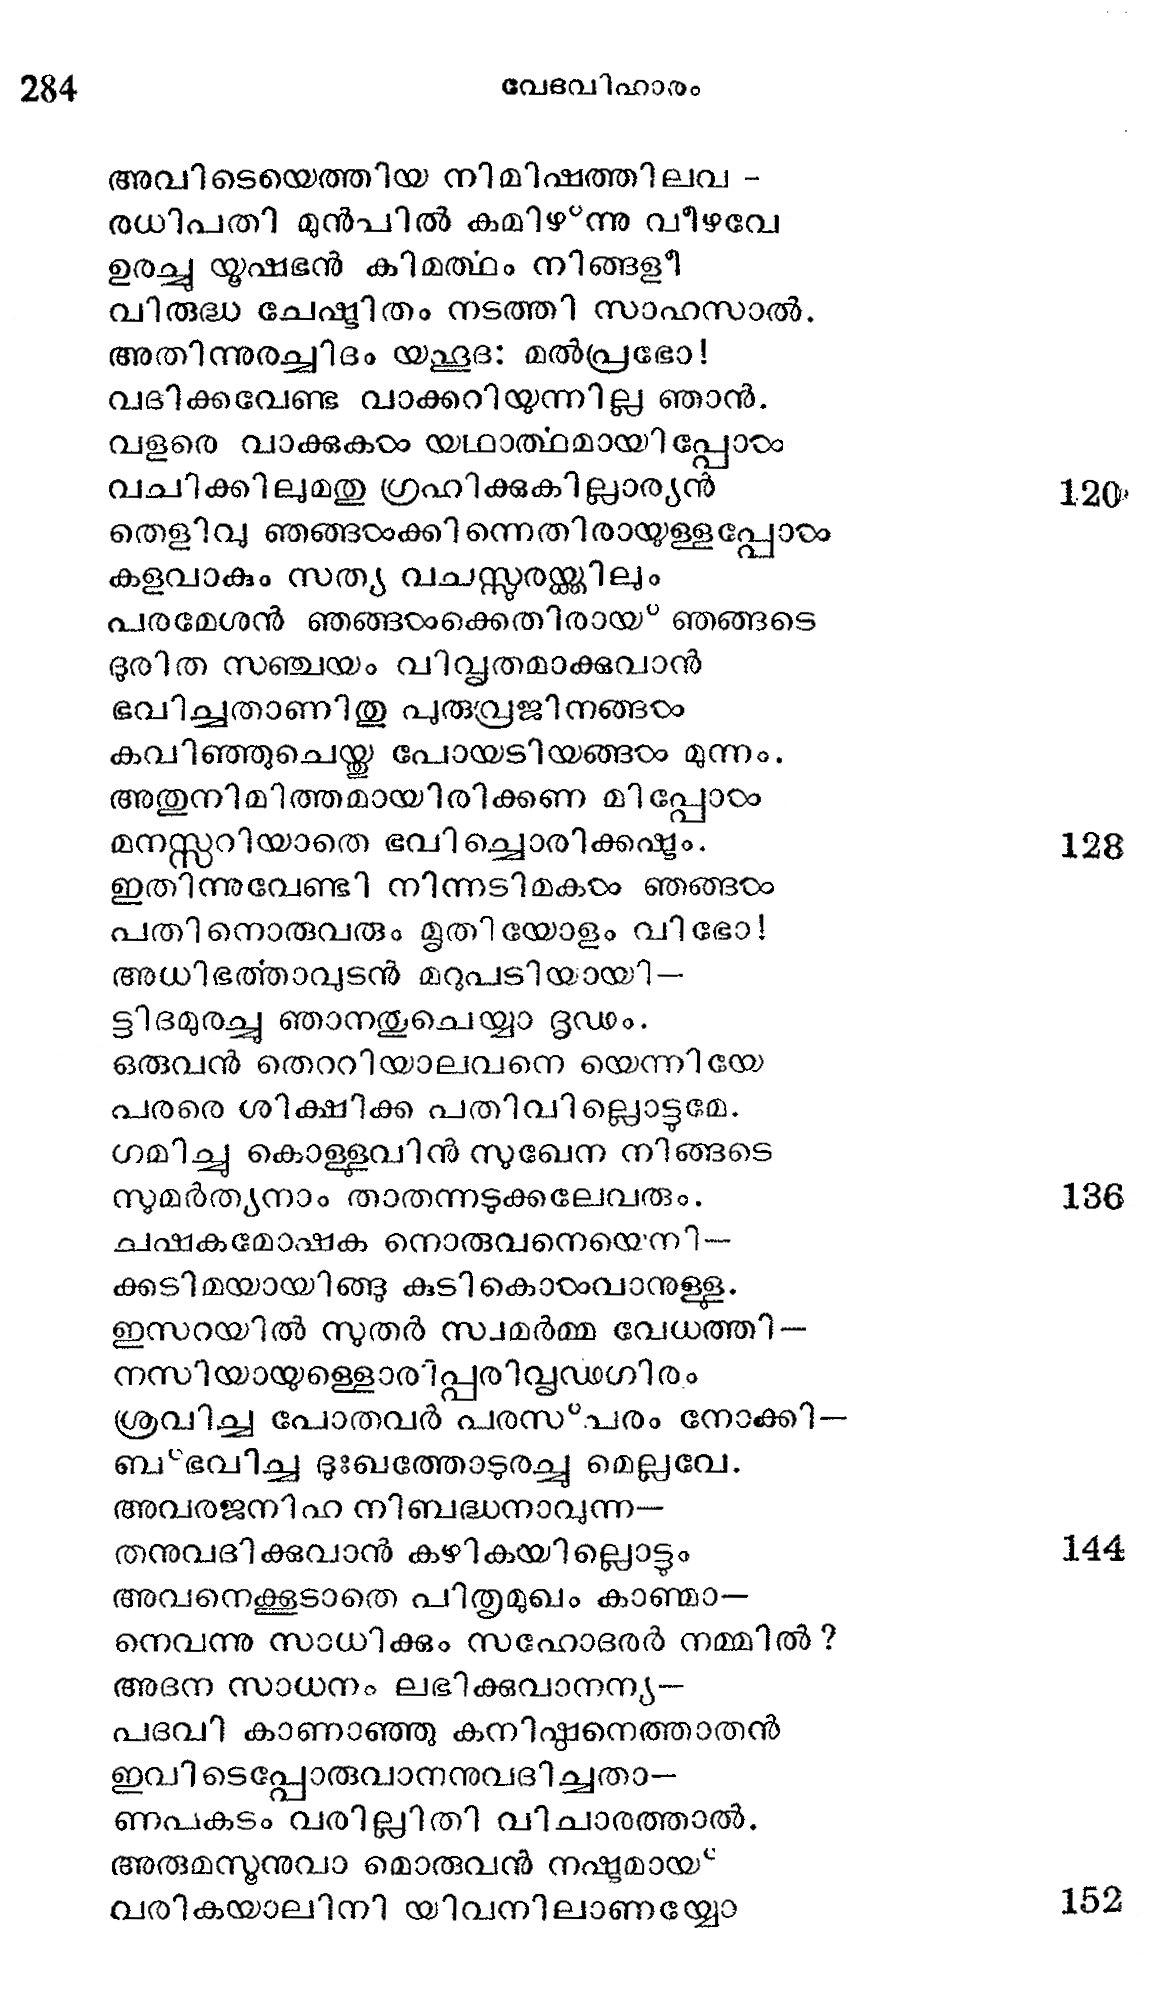 284 വേദവിഹാരം
അവിടെയെത്തിയ നിമിഷത്തിലവ -
രധിപതി മുൻപിൽ കമിഴ്ന്നു വീഴവേ
ഉരച്ചു യൂഷഭൻ കിമൎത്ഥം നിങ്ങളീ
വിരുദ്ധ ചേഷ്ടിതം നടത്തി സാഹസാൽ.
അതിന്നുരച്ചിദം യഹൂദ: മൽപ്രഭോ!
വദിക്കവേണ്ട വാക്കറിയുന്നില്ല ഞാൻ.
വളരെ വാക്കുകൾ യഥാൎത്ഥമായിപ്പോൾ
വചിക്കിലുമതു ഗ്രഹിക്കുകില്ലാര്യൻ 120
തെളിവു ഞങ്ങൾക്കിന്നെതിരായുള്ളപ്പോൾ
കളവാകും സത്യ വചസ്സുരയ്ക്കിലും
പരമേശൻ ഞങ്ങൾക്കെതിരായ് ഞങ്ങടെ
ദുരിത സഞ്ചയം വിവൃതമാക്കുവാൻ
ഭവിച്ചതാണിതു പുരുവ്രജിനങ്ങൾ
കവിഞ്ഞുചെയ്തു പോയടിയങ്ങൾ മുന്നം.
അതുനിമിത്തമായിരിക്കണ മിപ്പോൾ
മനസ്സറിയാതെ ഭവിച്ചൊരിക്കഷ്ടം. 128
ഇതിന്നുവേണ്ടി നിന്നടിമകൾ ഞങ്ങൾ
പതിനൊരുവരും മൃതിയോളം വിഭോ!
അധിഭൎത്താവുടൻ മറുപടിയായി—
ട്ടിദമുരച്ചു ഞാനതുചെയ്യാ ദൃഢം.
ഒരുവൻ തെററിയാലവനെ യെന്നിയേ
പരരെ ശിക്ഷിക്ക പതിവില്ലൊട്ടുമേ.
ഗമിച്ചു കൊള്ളുവിൻ സുഖേന നിങ്ങടെ
സുമർത്യനാം താതന്നടുക്കലേവരും. 136
ചഷകമോഷക നൊരുവനെയെനി—
ക്കടിമയായിങ്ങു കുടികൊൾവാനുള്ളു.
ഇസറയിൽ സുതർ സ്വമർമ്മ വേധത്തി—
നസിയായുള്ളൊരിപ്പരിവൃഢഗിരം
ശ്രവിച്ച പോതവർ പരസ്പരം നോക്കി—
ബ്ഭവിച്ച ദുഃഖത്തോടുരച്ചു മെല്ലവേ.
അവരജനിഹ നിബദ്ധനാവുന്ന—
തനുവദിക്കുവാൻ കഴികയില്ലൊട്ടും 144
അവനെക്കൂടാതെ പിതൃമുഖം കാണ്മാ—
നെവന്നു സാധിക്കും സഹോദരർ നമ്മിൽ?
അദന സാധനം ലഭിക്കുവാനന്യ—
പദവി കാണാഞ്ഞു കനിഷ്ഠനെത്താതൻ
ഇവിടെപ്പോരുവാനനുവദിച്ചതാ—
ണപകടം വരില്ലിതി വിചാരത്താൽ.
അരുമസൂനുവാ മൊരുവൻ നഷ്ടമായ്
വരികയാലിനി യിവനിലാണയ്യോ 152